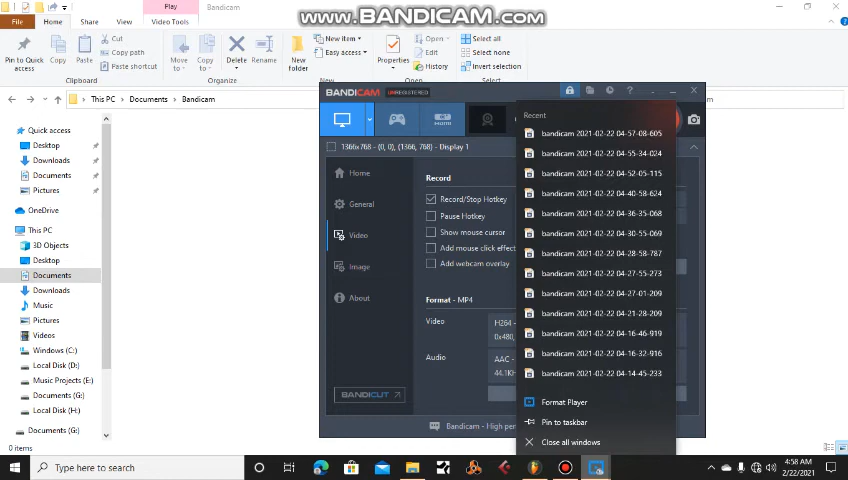 Play
Bandicam
www.BANDICAM.com
File
Home
Share
View
Video Tools
Pin to Quick access
Copy
Paste
Cut
Copy path
Paste shortcut
Clipboard
Move to
Copy to
Delete
Rename
New folder
New item
Easy access
Properties
Open
Edit
History
Select all
Select none
Invert selection
This PC > Documents > Bandicam
Quick access
Desktop
Downloads
Documents
Pictures
OneDrive
This PC
3D Objects
Desktop
Documents
Downloads
Music
Pictures
Videos
Windows (C:)
Local Disk (D:)
Music Projects (E:)
Documents (G:)
Local Disk (H:)
Documents (G:)
0 items
BANDICAM UNREGISTERED
HDMI
1366x768 - (0, 0), (1366, 768) - Display 1
Home
General
Video
Image
About
BANDICUT
Record
Record/Stop Hotkey
Pause Hotkey
Show mouse cursor
Add mouse click effect
Add webcam overlay
Format - MP4
Video
H264 -
0x480,
Audio
AAC -
44.1KH
Bandicam - High per
Recent
bandicam 2021-02-22 04-57-08-605
bandicam 2021-02-22 04-55-34-024
bandicam 2021-02-22 04-52-05-115
bandicam 2021-02-22 04-40-58-624
bandicam 2021-02-22 04-36-35-068
bandicam 2021-02-22 04-30-55-069
bandicam 2021-02-22 04-28-58-787
bandicam 2021-02-22 04-27-55-273
bandicam 2021-02-22 04-27-01-209
bandicam 2021-02-22 04-21-28-209
bandicam 2021-02-22 04-16-46-919
bandicam 2021-02-22 04-16-32-916
bandicam 2021-02-22 04-14-45-233
Format Player
Pin to taskbar
Close all windows
Type here to search
4:58 AM
2/22/2021